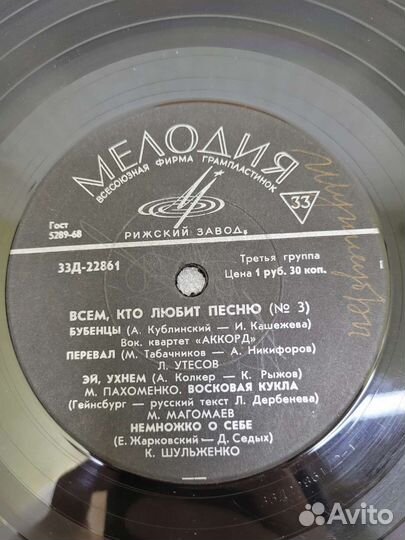 МЕЛОДИЯ
ВСЕСОЮЗНАЯ ФИРМА ГРАМПЛАСТИНОК
33
Гост
5289-68
РИЖСКИЙ ЗАВОД
33Д-22861
Третья группа
Цена 1 руб. 30 коп.
ВСЕМ, КТО ЛЮБИТ ПЕСНЮ (№ 3)
БУБЕНЦЫ (А. Кублинский — И. Кашежева)
Вок. квартет «АККОРД»
ПЕРЕВАЛ (М. Табачников — А. Никифоров)
Л. УТЕСОВ
ЭЙ, УХНЕМ (А. Колкер — К. Рыжов)
М. ПАХОМЕНКО. ВОСКОВАЯ КУКЛА
(Гейнсбург — русский текст Л. Дербенева)
М. МАГОМАЕВ
НЕМНОЖКО О СЕБЕ
(Е. Жарковский — Д. Седых)
К. ШУЛЬЖЕНКО
Avito